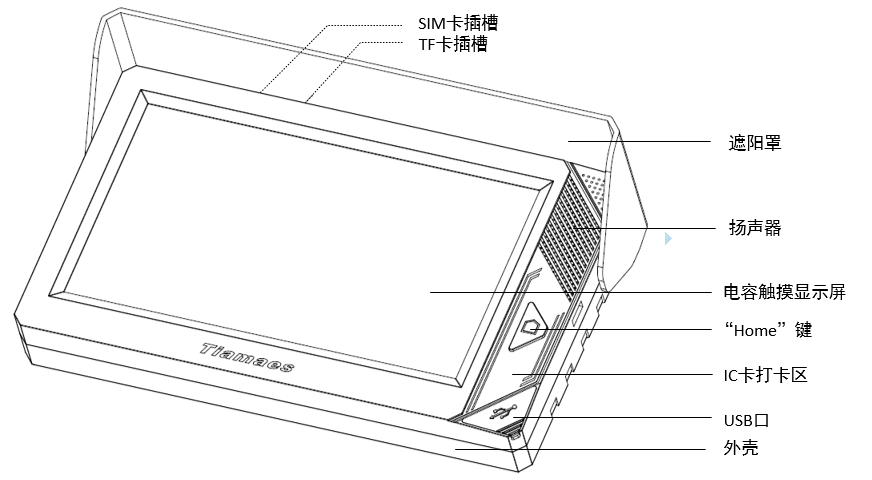 SIM卡插槽
TF卡插槽
遮阳罩
扬声器
电容触摸显示屏
“Home”键
Tiamaes
IC卡打卡区
USB口
外壳